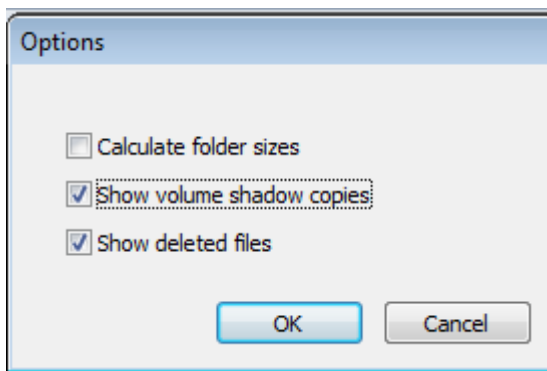 Options
Calculate folder sizes
Show volume shadow copies
Show deleted files
OK Cancel